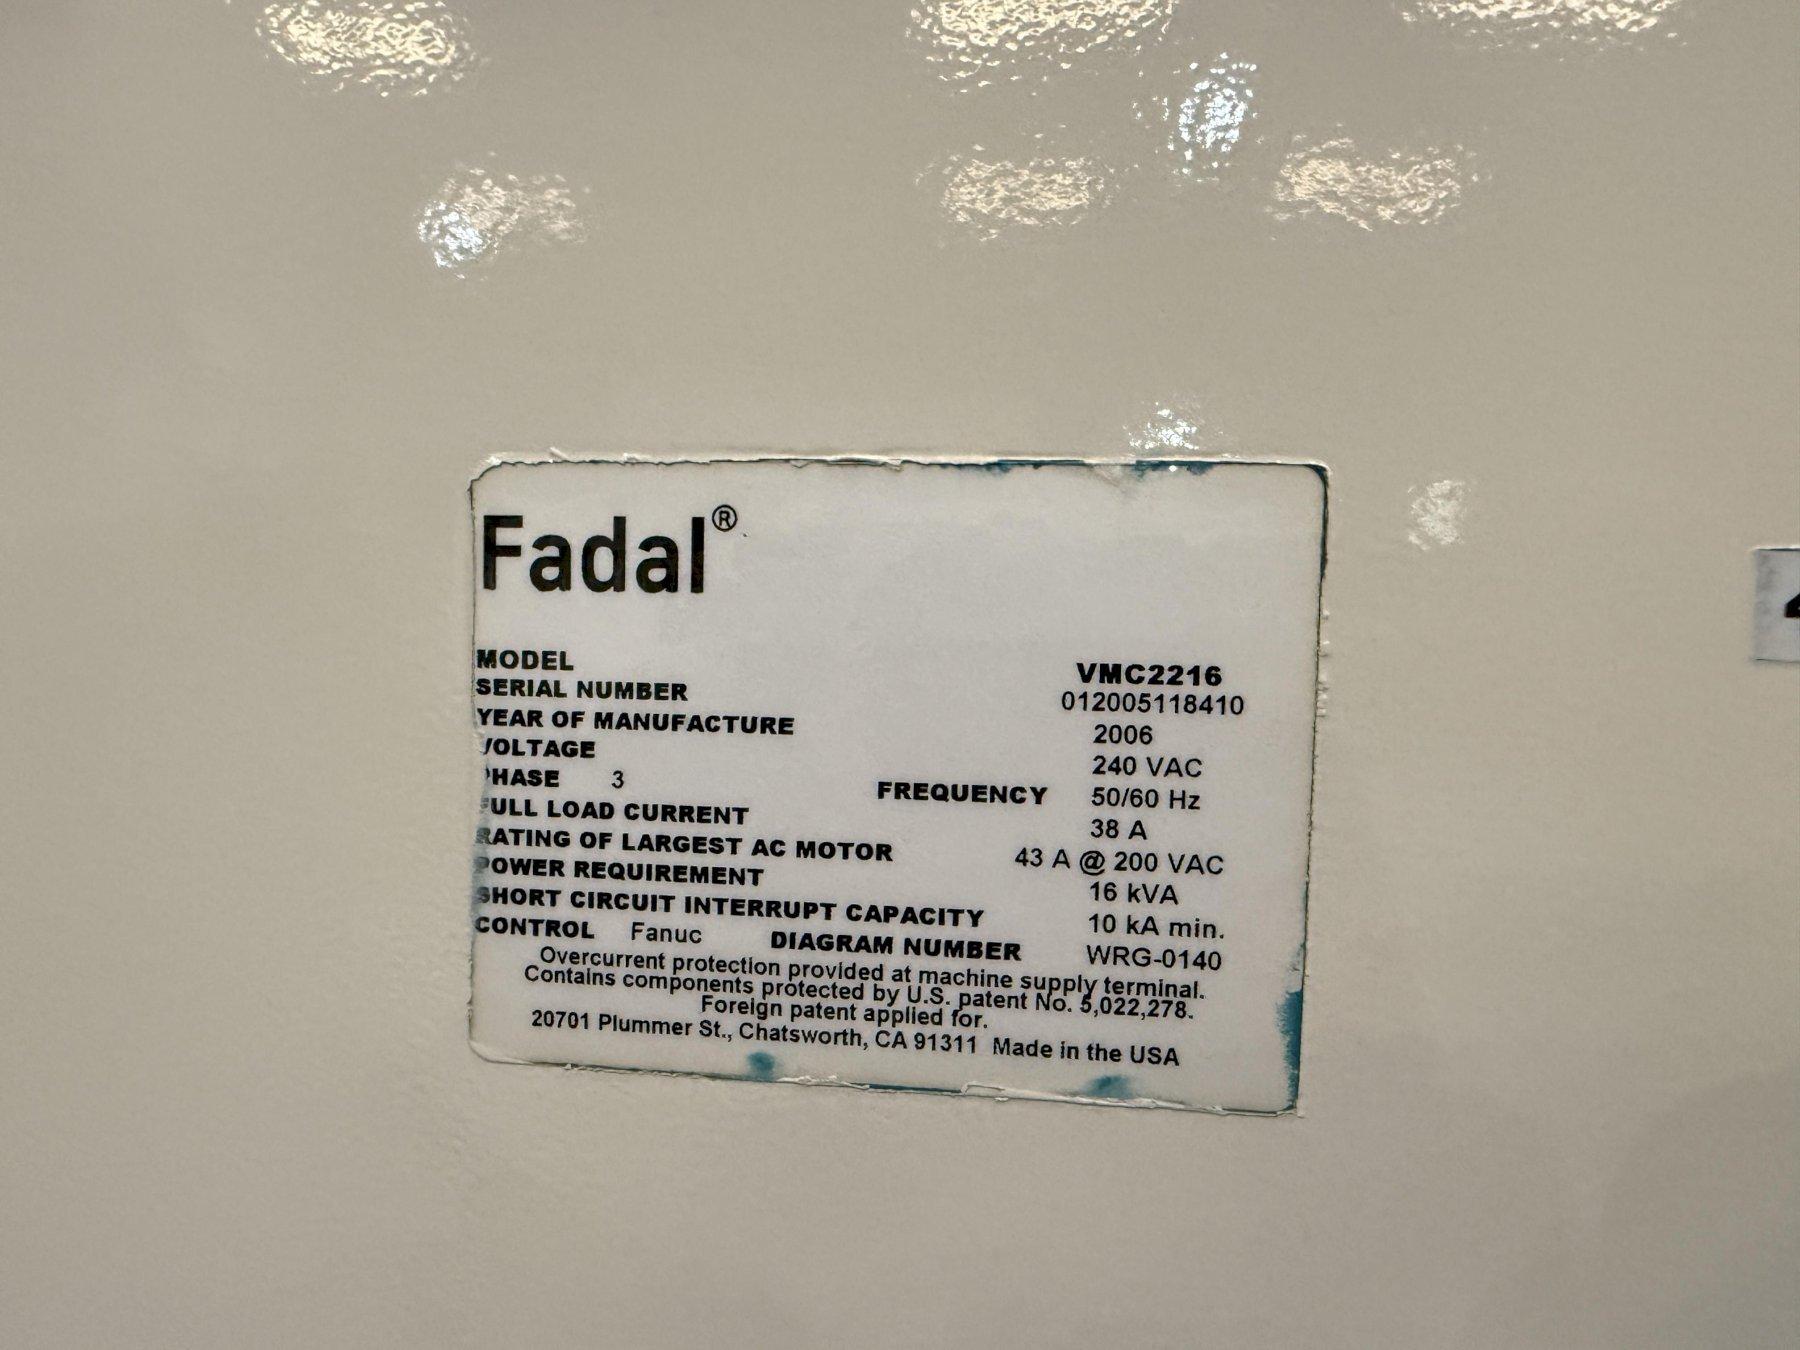 Fadal®
MODEL VMC2216
SERIAL NUMBER 012005118410
YEAR OF MANUFACTURE 2006
VOLTAGE 240 VAC
PHASE 3 FREQUENCY 50/60 Hz
FULL LOAD CURRENT 38 A
RATING OF LARGEST AC MOTOR 43 A @ 200 VAC
POWER REQUIREMENT 16 kVA
SHORT CIRCUIT INTERRUPT CAPACITY 10 kA min.
CONTROL Fanuc DIAGRAM NUMBER WRG-0140
Overcurrent protection provided at machine supply terminal.
Contains components protected by U.S. patent No. 5,022,278.
Foreign patent applied for.
20701 Plummer St., Chatsworth, CA 91311 Made in the USA